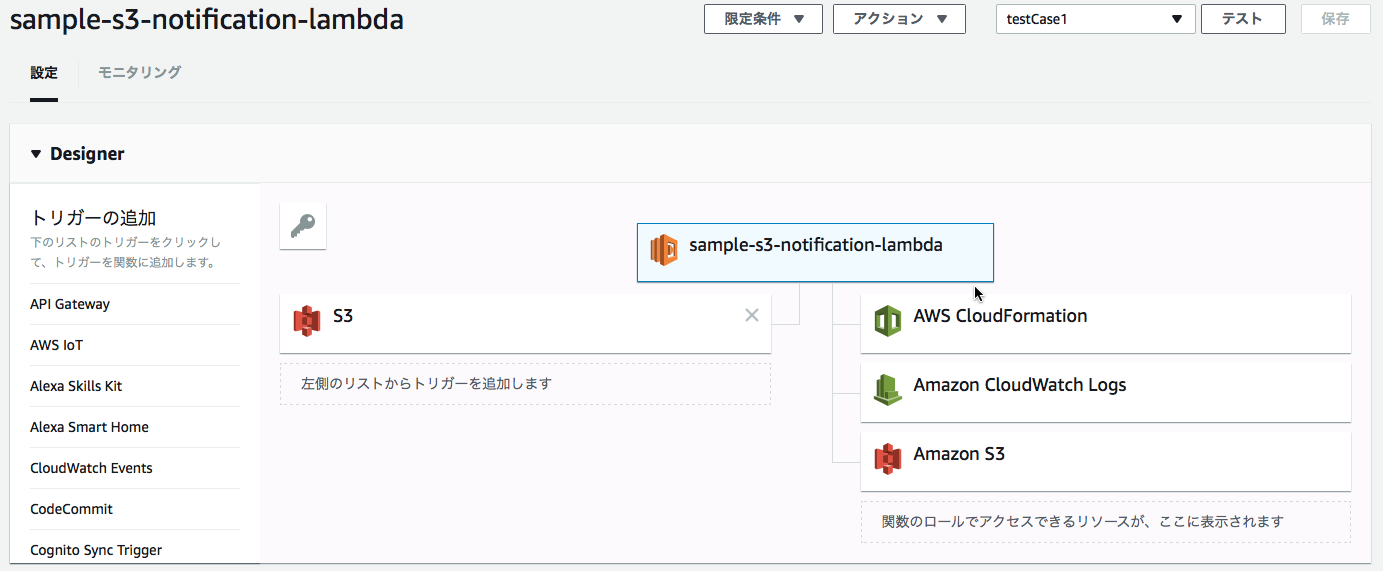 sample-s3-notification-lambda
限定条件
アクション
testCase1
テスト
保存
設定
モニタリング
Designer
トリガーの追加
下のリストのトリガーをクリックし
て、トリガーを関数に追加します。
API Gateway
AWS IoT
Alexa Skills Kit
Alexa Smart Home
CloudWatch Events
CodeCommit
Cognito Sync Trigger
sample-s3-notification-lambda
S3
左側のリストからトリガーを追加します
AWS CloudFormation
Amazon CloudWatch Logs
Amazon S3
関数のロールでアクセスできるリソースが、ここに表示されます